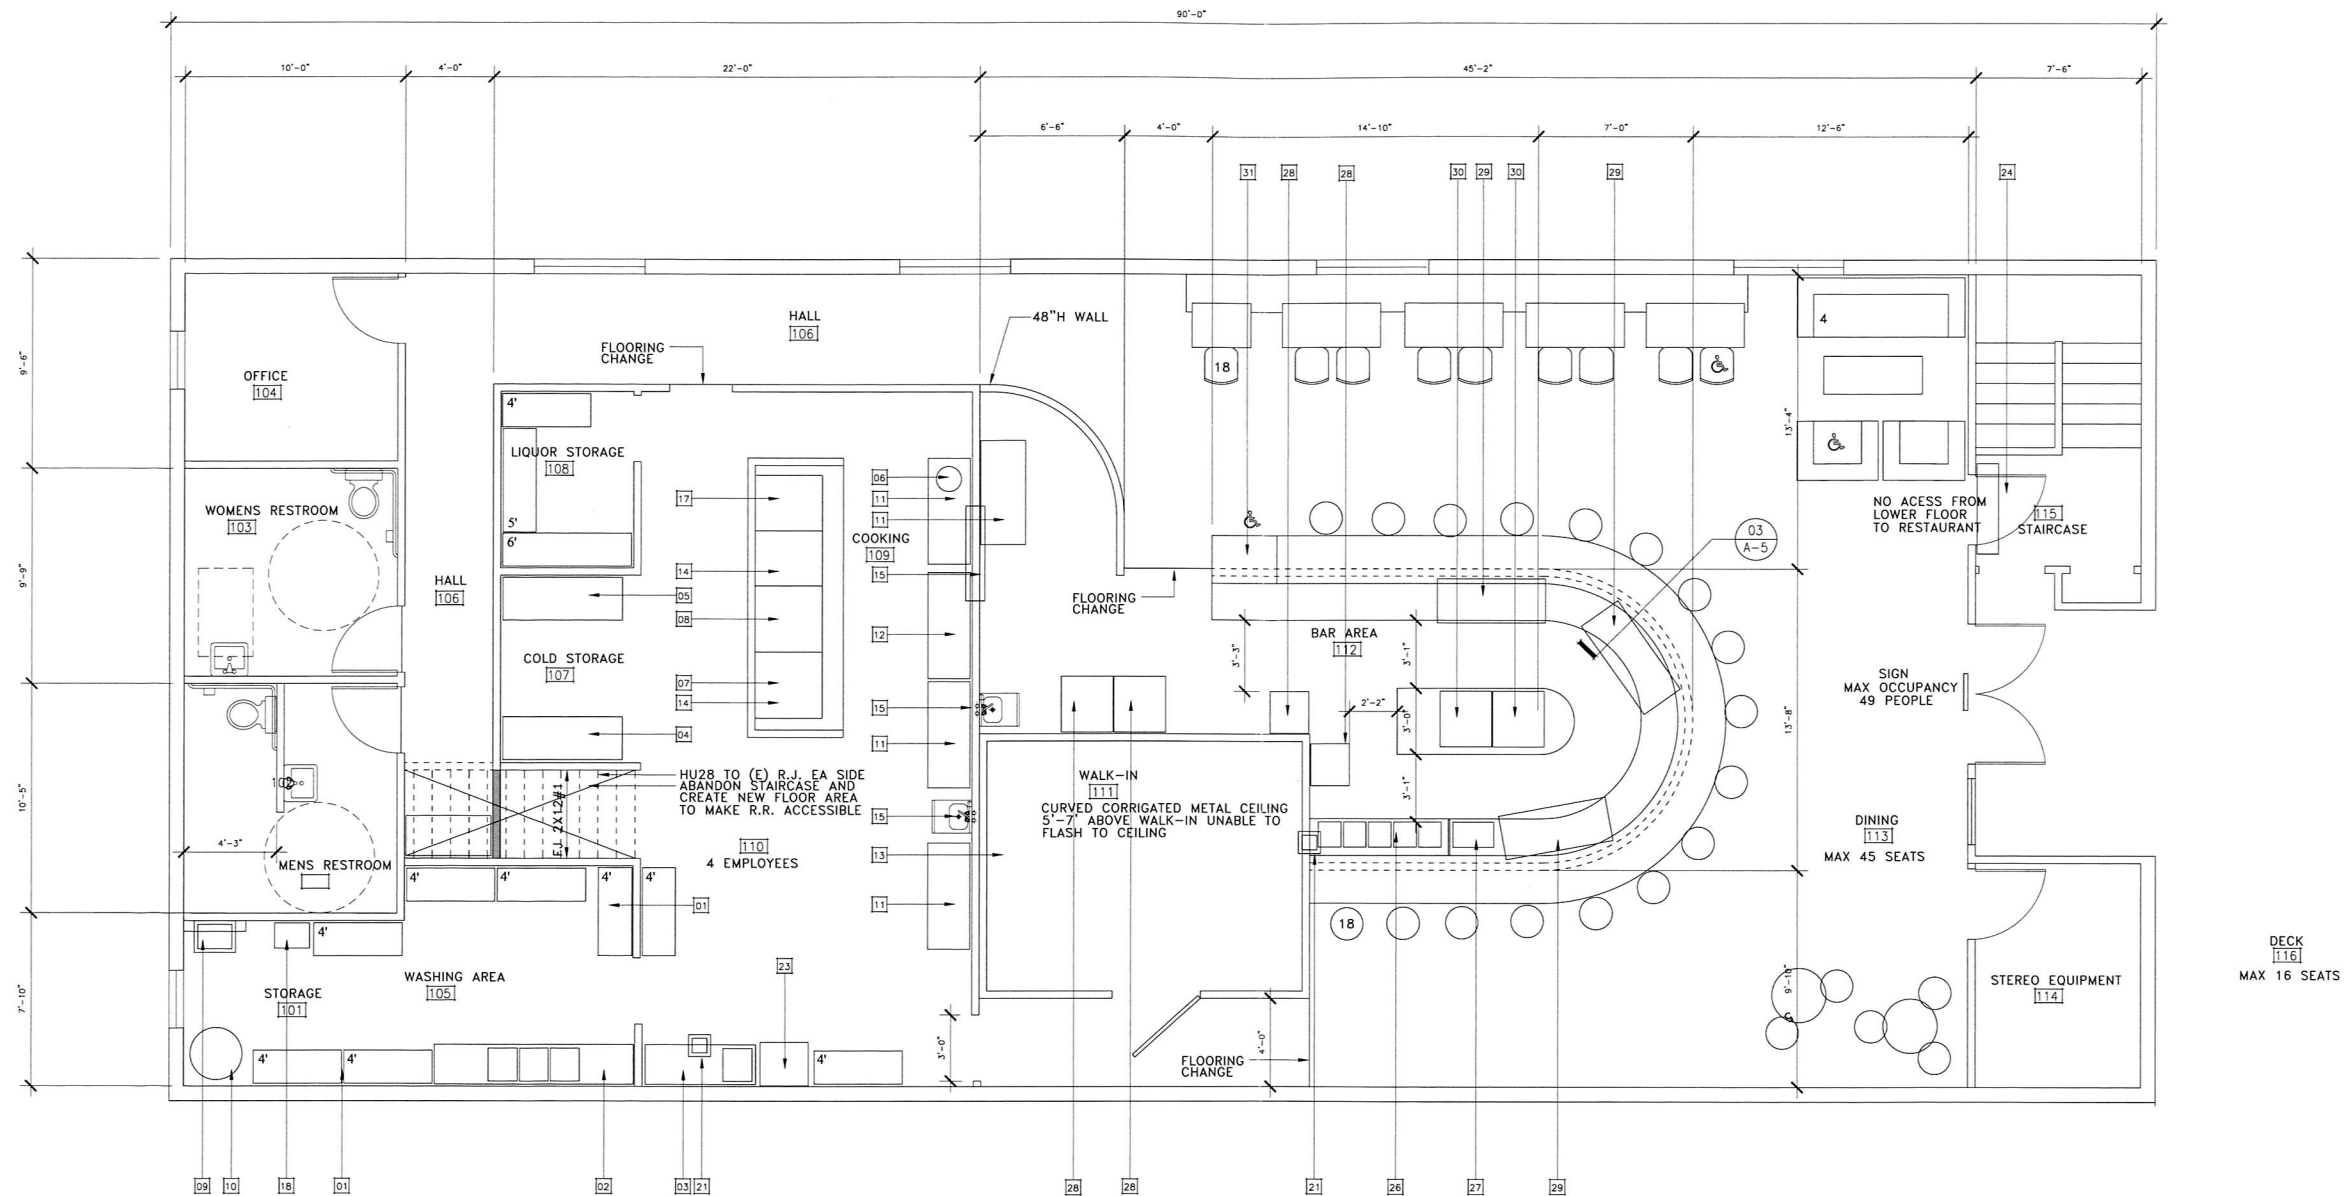 90'-0"
10'-0"
4'-0"
22'-0"
45'-2"
7'-6"
6'-6"
4'-0"
14'-10"
7'-0"
12'-6"
31
28
28
30
29
30
29
24
HALL
106
48"H WALL
FLOORING
CHANGE
OFFICE
104
9'-6"
4'
LIQUOR STORAGE
108
5'
6'
18
4
13'-4"
NO ACESS FROM
LOWER FLOOR
TO RESTAURANT
115
STAIRCASE
WOMENS RESTROOM
103
9'-9"
HALL
106
17
14
05
08
07
14
04
06
11
11
COOKING
109
15
12
15
11
15
13
11
COLD STORAGE
107
FLOORING
CHANGE
03
A-5
BAR AREA
112
3'-3"
3'-1"
2'-2"
3'-0"
3'-1"
SIGN
MAX OCCUPANCY
49 PEOPLE
13'-8"
HU28 TO (E) R.J. EA SIDE
ABANDON STAIRCASE AND
CREATE NEW FLOOR AREA
TO MAKE R.R. ACCESSIBLE
EJ 2X12#1
110
4 EMPLOYEES
WALK-IN
111
CURVED CORRIGATED METAL CEILING
5'-7' ABOVE WALK-IN UNABLE TO
FLASH TO CEILING
DINING
113
MAX 45 SEATS
10'-5"
4'-3"
MENS RESTROOM
4'
4'
4'
4'
01
18
4'
WASHING AREA
105
STORAGE
101
7'-10"
23
9'-10"
STEREO EQUIPMENT
114
DECK
116
MAX 16 SEATS
4'
4'
4'
3'-0"
4'-0"
FLOORING
CHANGE
09
10
18
01
02
03
21
28
28
21
26
27
29